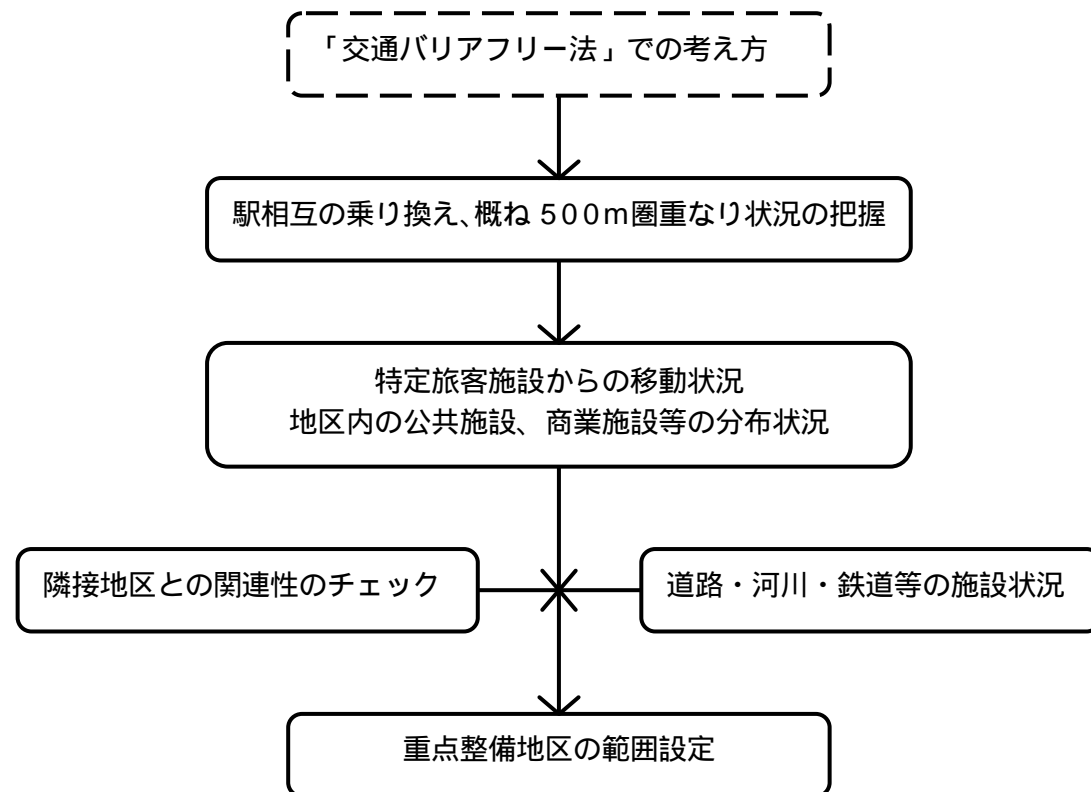 「交通バリアフリー法」での考え方
駅相互の乗り換え、概ね 500m圏重なり状況の把握
特定旅客施設からの移動状況
地区内の公共施設、商業施設等の分布状況
隣接地区との関連性のチェック
道路・河川・鉄道等の施設状況
重点整備地区の範囲設定